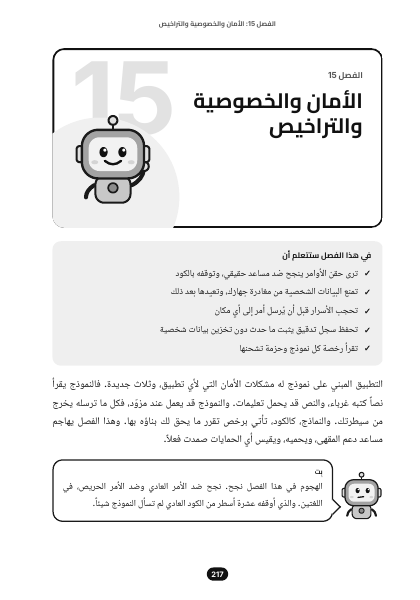 الفصل 15: الأمان والخصوصية والتراخيص
15
الفصل 15
الأمان والخصوصية
والتراخيص
في هذا الفصل ستتعلم أن
✔ ترى حقن الأوامر ينجح ضد مساعد حقيقي، وتوقفه بالكود
✔ تمنع البيانات الشخصية من مغادرة جهازك، وتعيدها بعد ذلك
✔ تحجب الأسرار قبل أن يُرسل أمر إلى أي مكان
✔ تحفظ سجل تدقيق يثبت ما حدث دون تخزين بيانات شخصية
✔ تقرأ رخصة كل نموذج وحزمة تشحنها
التطبيق المبني على نموذج له مشكلات الأمان التي لأي تطبيق، وثلاث جديدة. فالنموذج يقرأ
نصاً كتبه غرباء، والنص قد يحمل تعليمات. والنموذج قد يعمل عند مزوّد، فكل ما ترسله يخرج
من سيطرتك. والنماذج، كالكود، تأتي برخص تقرر ما يحق لك بناؤه بها. وهذا الفصل يهاجم
مساعد دعم المقهى، ويحميه، ويقيس أي الحمايات صمدت فعلاً.
بت
الهجوم في هذا الفصل نجح. نجح ضد الأمر العادي وضد الأمر الحريص، في
اللغتين. والذي أوقفه عشرة أسطر من الكود العادي لم تسأل النموذج شيئاً.
217